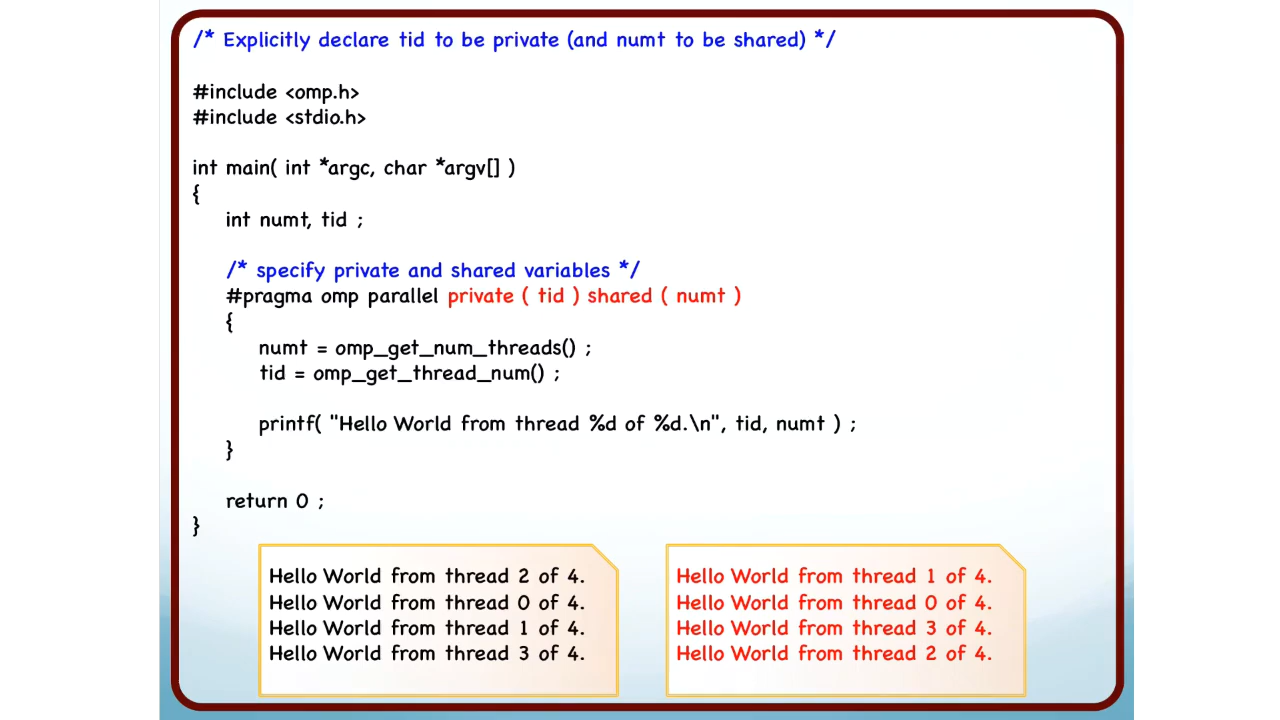 /* Explicitly declare tid to be private (and numt to be shared) */
#include <omp.h>
#include <stdio.h>
int main( int *argc, char *argv[] )
{
int numt, tid ;
/* specify private and shared variables */
#pragma omp parallel private ( tid ) shared ( numt )
{
numt = omp_get_num_threads() ;
tid = omp_get_thread_num() ;
printf( "Hello World from thread %d of %d.\n", tid, numt ) ;
}
return 0 ;
}
Hello World from thread 2 of 4.
Hello World from thread 0 of 4.
Hello World from thread 1 of 4.
Hello World from thread 3 of 4.
Hello World from thread 1 of 4.
Hello World from thread 0 of 4.
Hello World from thread 3 of 4.
Hello World from thread 2 of 4.